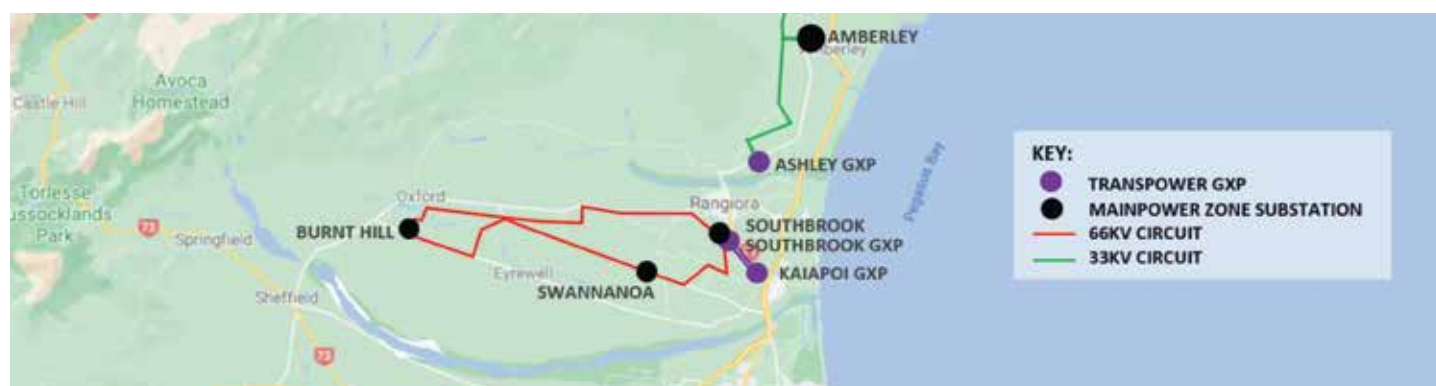 AMBERLEY
Avoca
Homestead
Castle Hill
KEY:
TRANSPOWER GXP
MAINPOWER ZONE SUBSTATION
66KV CIRCUIT
33KV CIRCUIT
ASHLEY GXP
Pegasus Bay
Torlesse
ussocklands
Park
73
Oxford
Rangiora
BURNT HILL
SOUTHBROOK
SOUTHBROOK GXP
Springfield
Eyrewell
KAIAPOI GXP
SWANNANOA
Sheffield
73